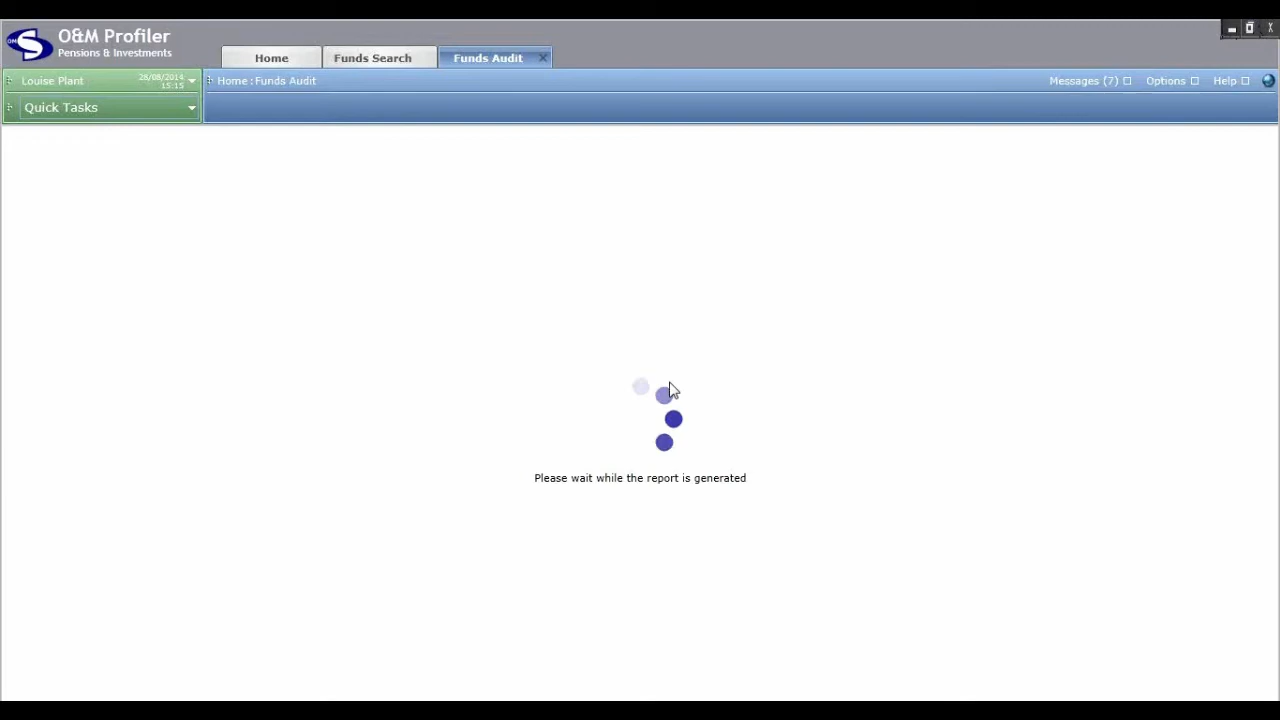 O&M Profiler
Pensions & Investments
Home
Funds Search
Funds Audit
Louise Plant
28/08/2014
15:15
Home : Funds Audit
Messages (7)
Options
Help
Quick Tasks
Please wait while the report is generated